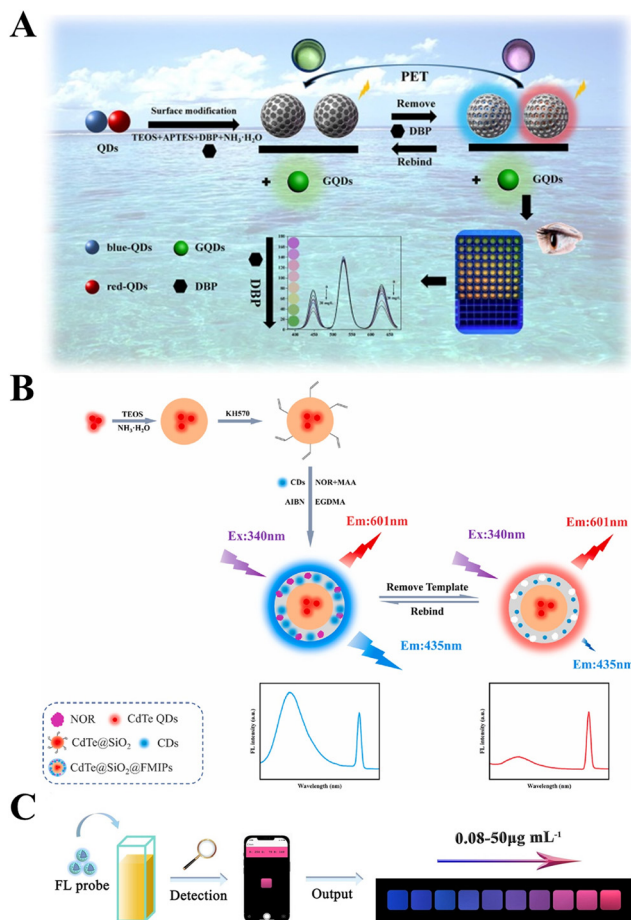 A
PET
Surface modification
TEOS+APTES+DBP+NH₃·H₂O
QDs
Remove
DBP
Rebind
+ GQDs
+ GQDs
blue-QDs
GQDs
red-QDs
DBP
DBP
B
TEOS
NH₃·H₂O
KH570
CDs NOR+MAA
AIBN EGDMA
Ex:340nm
Em:601nm
Ex:340nm
Em:601nm
Remove Template
Rebind
Em:435nm
Em:435nm
FL intensity (a.u.)
Wavelength (nm)
FL intensity (a.u.)
Wavelength (nm)
NOR
CdTe QDs
CdTe@SiO₂
CDs
CdTe@SiO₂@FMIPs
C
FL probe
Detection
Output
0.08-50μg mL⁻¹